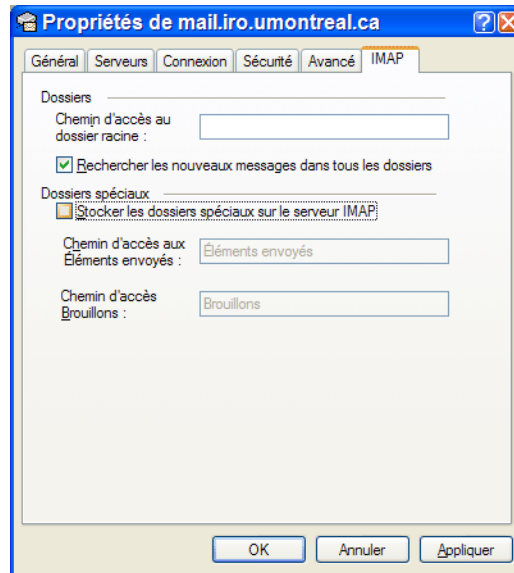 Propriétés de mail.iro.umontreal.ca
Général Serveurs Connexion Sécurité Avancé IMAP
Dossiers
Chemin d'accès au
dossier racine :
Rechercher les nouveaux messages dans tous les dossiers
Dossiers spéciaux
Stocker les dossiers spéciaux sur le serveur IMAP
Chemin d'accès aux
Éléments envoyés :
Éléments envoyés
Chemin d'accès
Brouillons :
Brouillons
OK Annuler Appliquer